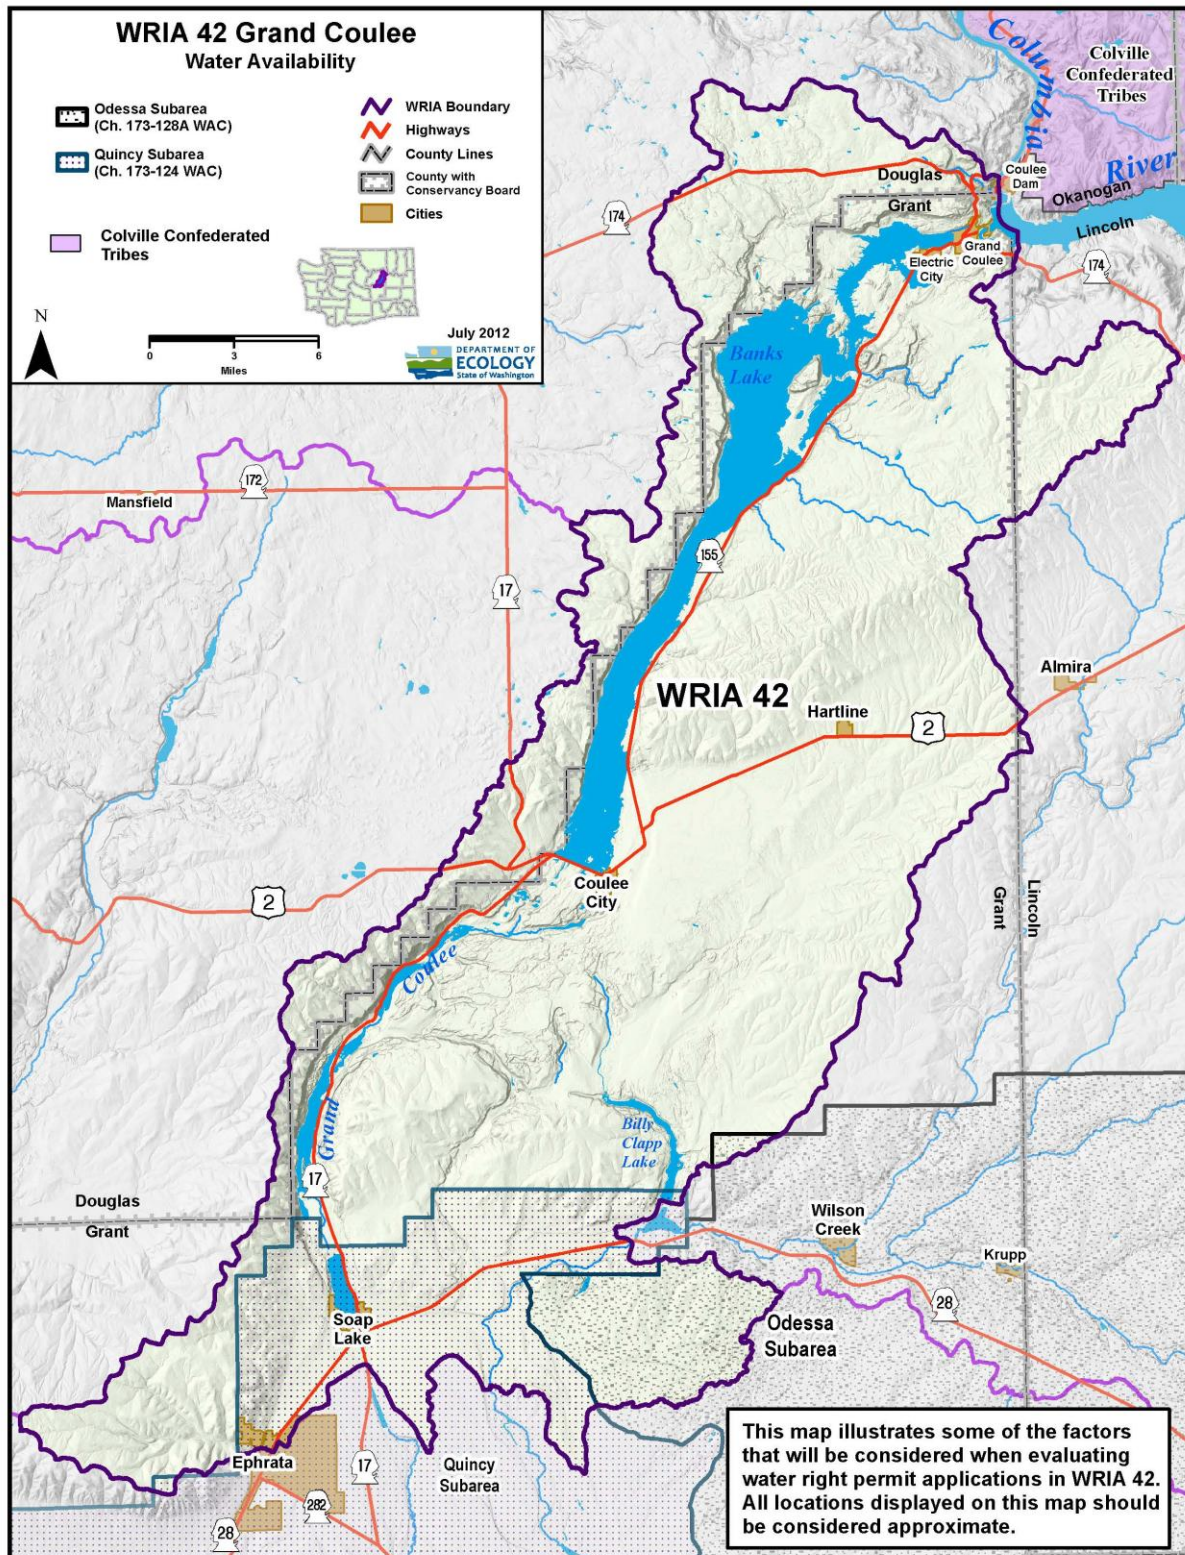 WRIA 42 Grand Coulee
Water Availability
Odessa Subarea
(Ch. 173-128A WAC)
Quincy Subarea
(Ch. 173-124 WAC)
Colville Confederated
Tribes
WRIA Boundary
Highways
County Lines
County with
Conservancy Board
Cities
N
0 3 6
Miles
July 2012
DEPARTMENT OF
ECOLOGY
State of Washington
Columbia
River
Colville
Confederated
Tribes
Coulee
Dam
Okanogan
Lincoln
Douglas
Grant
174
Grand
Coulee
Electric
City
174
Banks
Lake
172
Mansfield
17
155
WRIA 42
Almira
Hartline
2
2
Coulee
City
Grant
Lincoln
Coulee
Grand
Billy
Clapp
Lake
17
Douglas
Grant
Wilson
Creek
Krupp
28
Soap
Lake
Odessa
Subarea
Ephrata
17
Quincy
Subarea
282
28
This map illustrates some of the factors
that will be considered when evaluating
water right permit applications in WRIA 42.
All locations displayed on this map should
be considered approximate.